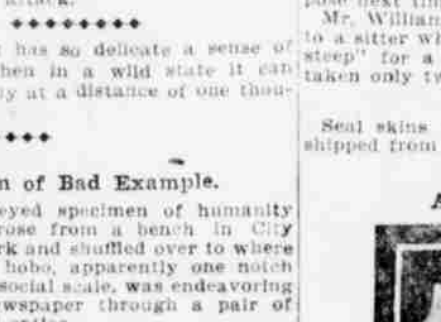 has so delicate a sense of
hen in a wild state it can
y at a distance of one thou-
n of Bad Example.
eyed specimen of humanity
rose from a bench in City
rk and shuffled over to where
hobo, apparently one notch
social scale, was endeavoring
wspaper through a pair of
pose next tim
Mr. William
to a sitter wh
steep" for a
taken only tw
Seal skins
shipped from
A